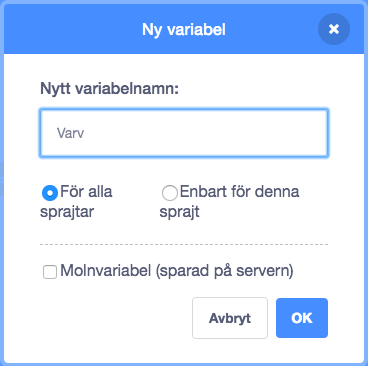 Ny variabel
Nytt variabelnamn:
Varv
För alla sprajtar
Enbart för denna sprajt
Molnvariabel (sparad på servern)
Avbryt
OK